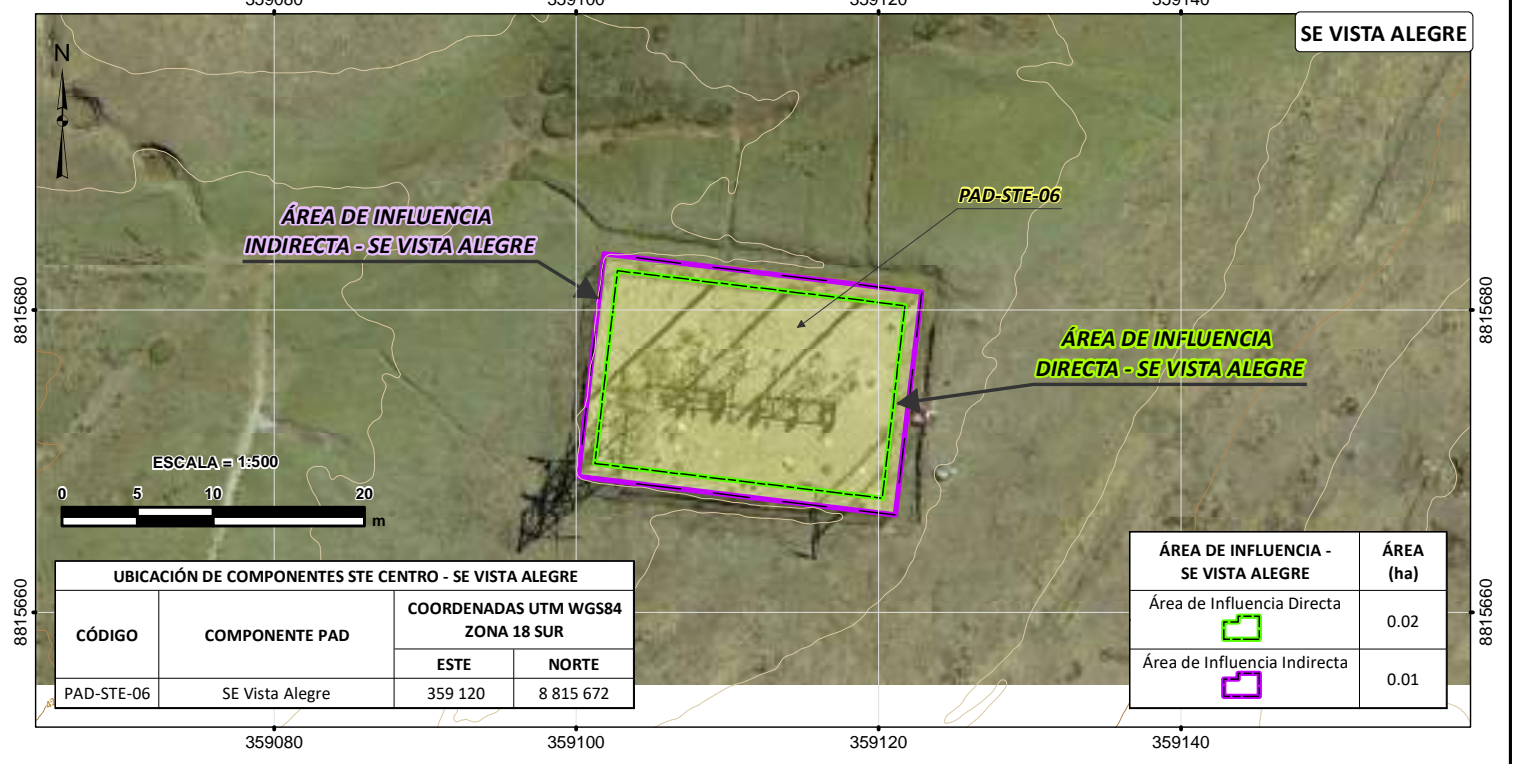 359080
359100
359120
359140
SE VISTA ALEGRE
N
PAD-STE-06
ÁREA DE INFLUENCIA
INDIRECTA - SE VISTA ALEGRE
8815680
8815680
ÁREA DE INFLUENCIA
DIRECTA - SE VISTA ALEGRE
ESCALA = 1:500
0 5 10 20
m
UBICACIÓN DE COMPONENTES STE CENTRO - SE VISTA ALEGRE
CÓDIGO
COMPONENTE PAD
COORDENADAS UTM WGS84
ZONA 18 SUR
ESTE
NORTE
PAD-STE-06
SE Vista Alegre
359 120
8 815 672
ÁREA DE INFLUENCIA -
SE VISTA ALEGRE
ÁREA
(ha)
Área de Influencia Directa
0.02
Área de Influencia Indirecta
0.01
8815660
8815660
359080
359100
359120
359140